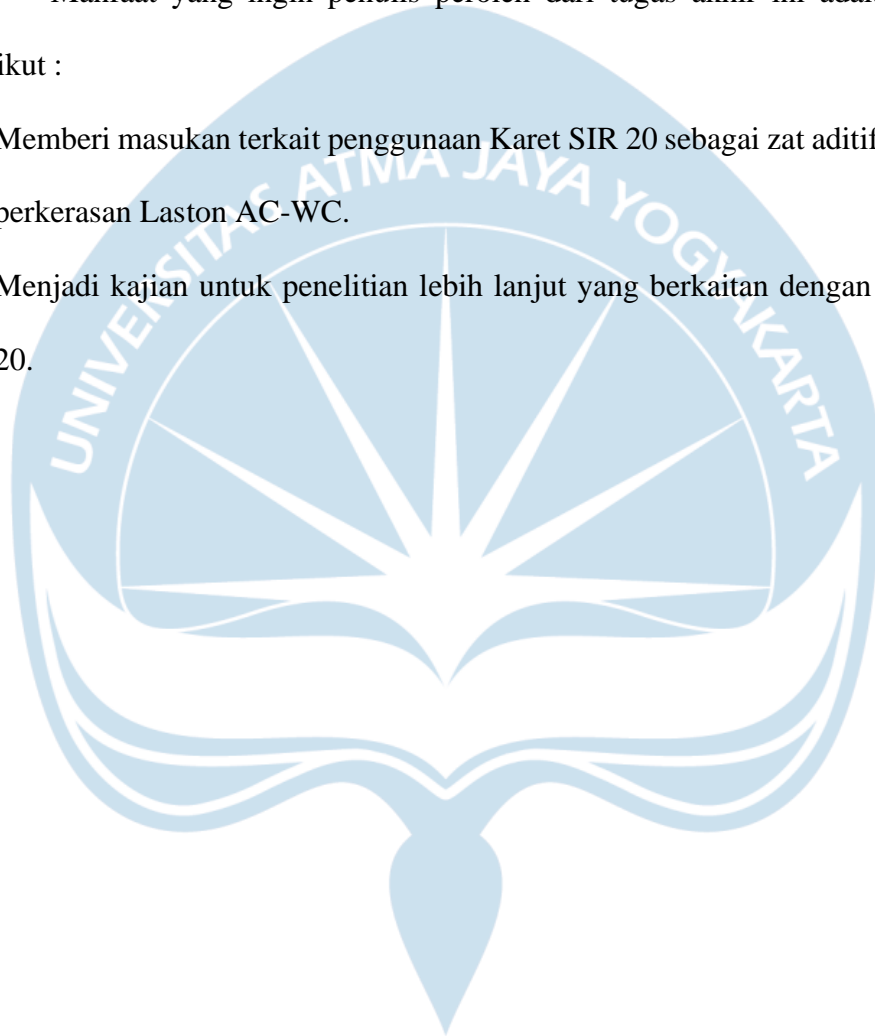 Manfaat yang ingin penulis peroleh dari tugas akhir ini
ikut :
Memberi masukan terkait penggunaan Karet SIR 20 sebagai zat aditif
perkerasan Laston AC-WC.
Menjadi kajian untuk penelitian lebih lanjut yang berkaitan dengan
20.
UNIVERSITAS ATMA JAYA YOGYAKARTA